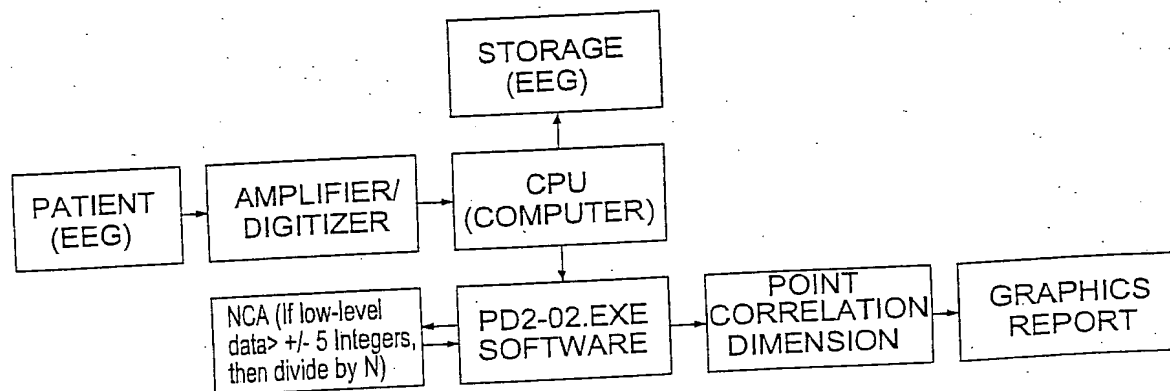 STORAGE
(EEG)
PATIENT
(EEG)
AMPLIFIER/
DIGITIZER
CPU
(COMPUTER)
NCA (If low-level
data> +/- 5 Integers,
then divide by N)
PD2-02.EXE
SOFTWARE
POINT
CORRELATION
DIMENSION
GRAPHICS
REPORT